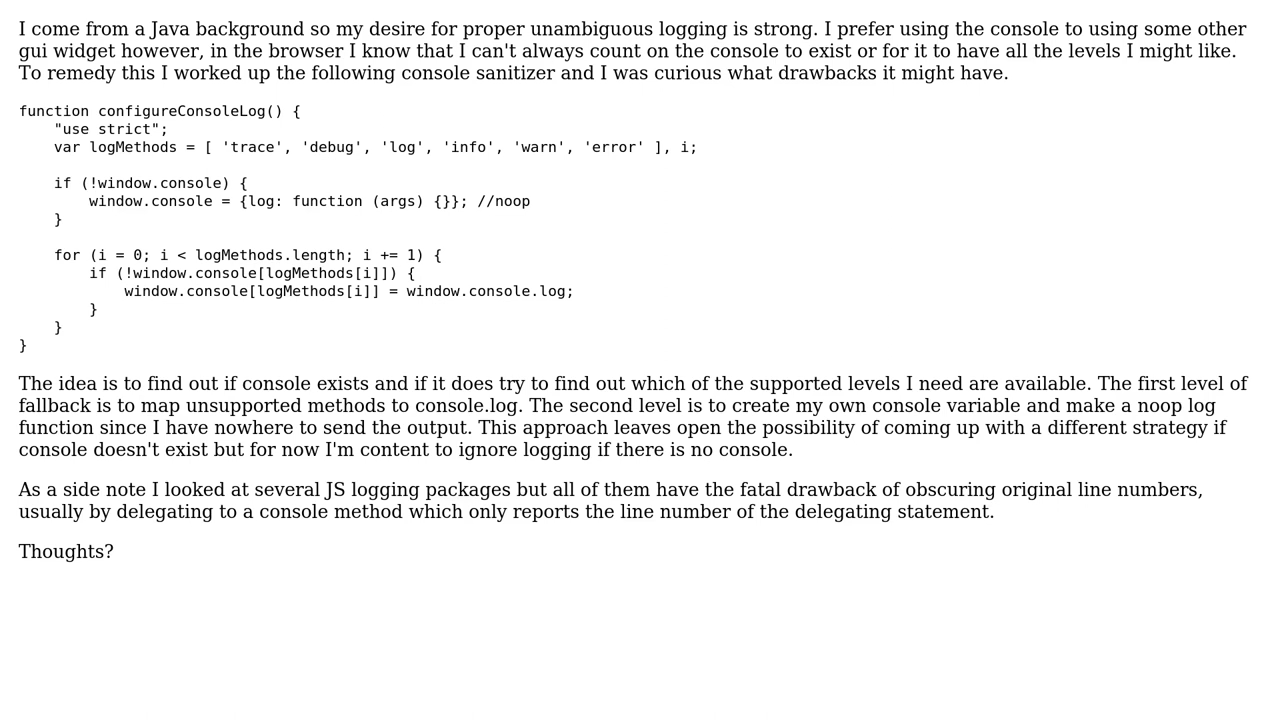 I come from a Java background so my desire for proper unambiguous logging is strong. I prefer using the console to using some other
gui widget however, in the browser I know that I can't always count on the console to exist or for it to have all the levels I might like.
To remedy this I worked up the following console sanitizer and I was curious what drawbacks it might have.
function configureConsoleLog() {
    "use strict";
    var logMethods = [ 'trace', 'debug', 'log', 'info', 'warn', 'error' ], i;

    if (!window.console) {
        window.console = {log: function (args) {}}; //noop
    }

    for (i = 0; i < logMethods.length; i += 1) {
        if (!window.console[logMethods[i]]) {
            window.console[logMethods[i]] = window.console.log;
        }
    }
}
The idea is to find out if console exists and if it does try to find out which of the supported levels I need are available. The first level of
fallback is to map unsupported methods to console.log. The second level is to create my own console variable and make a noop log
function since I have nowhere to send the output. This approach leaves open the possibility of coming up with a different strategy if
console doesn't exist but for now I'm content to ignore logging if there is no console.
As a side note I looked at several JS logging packages but all of them have the fatal drawback of obscuring original line numbers,
usually by delegating to a console method which only reports the line number of the delegating statement.
Thoughts?